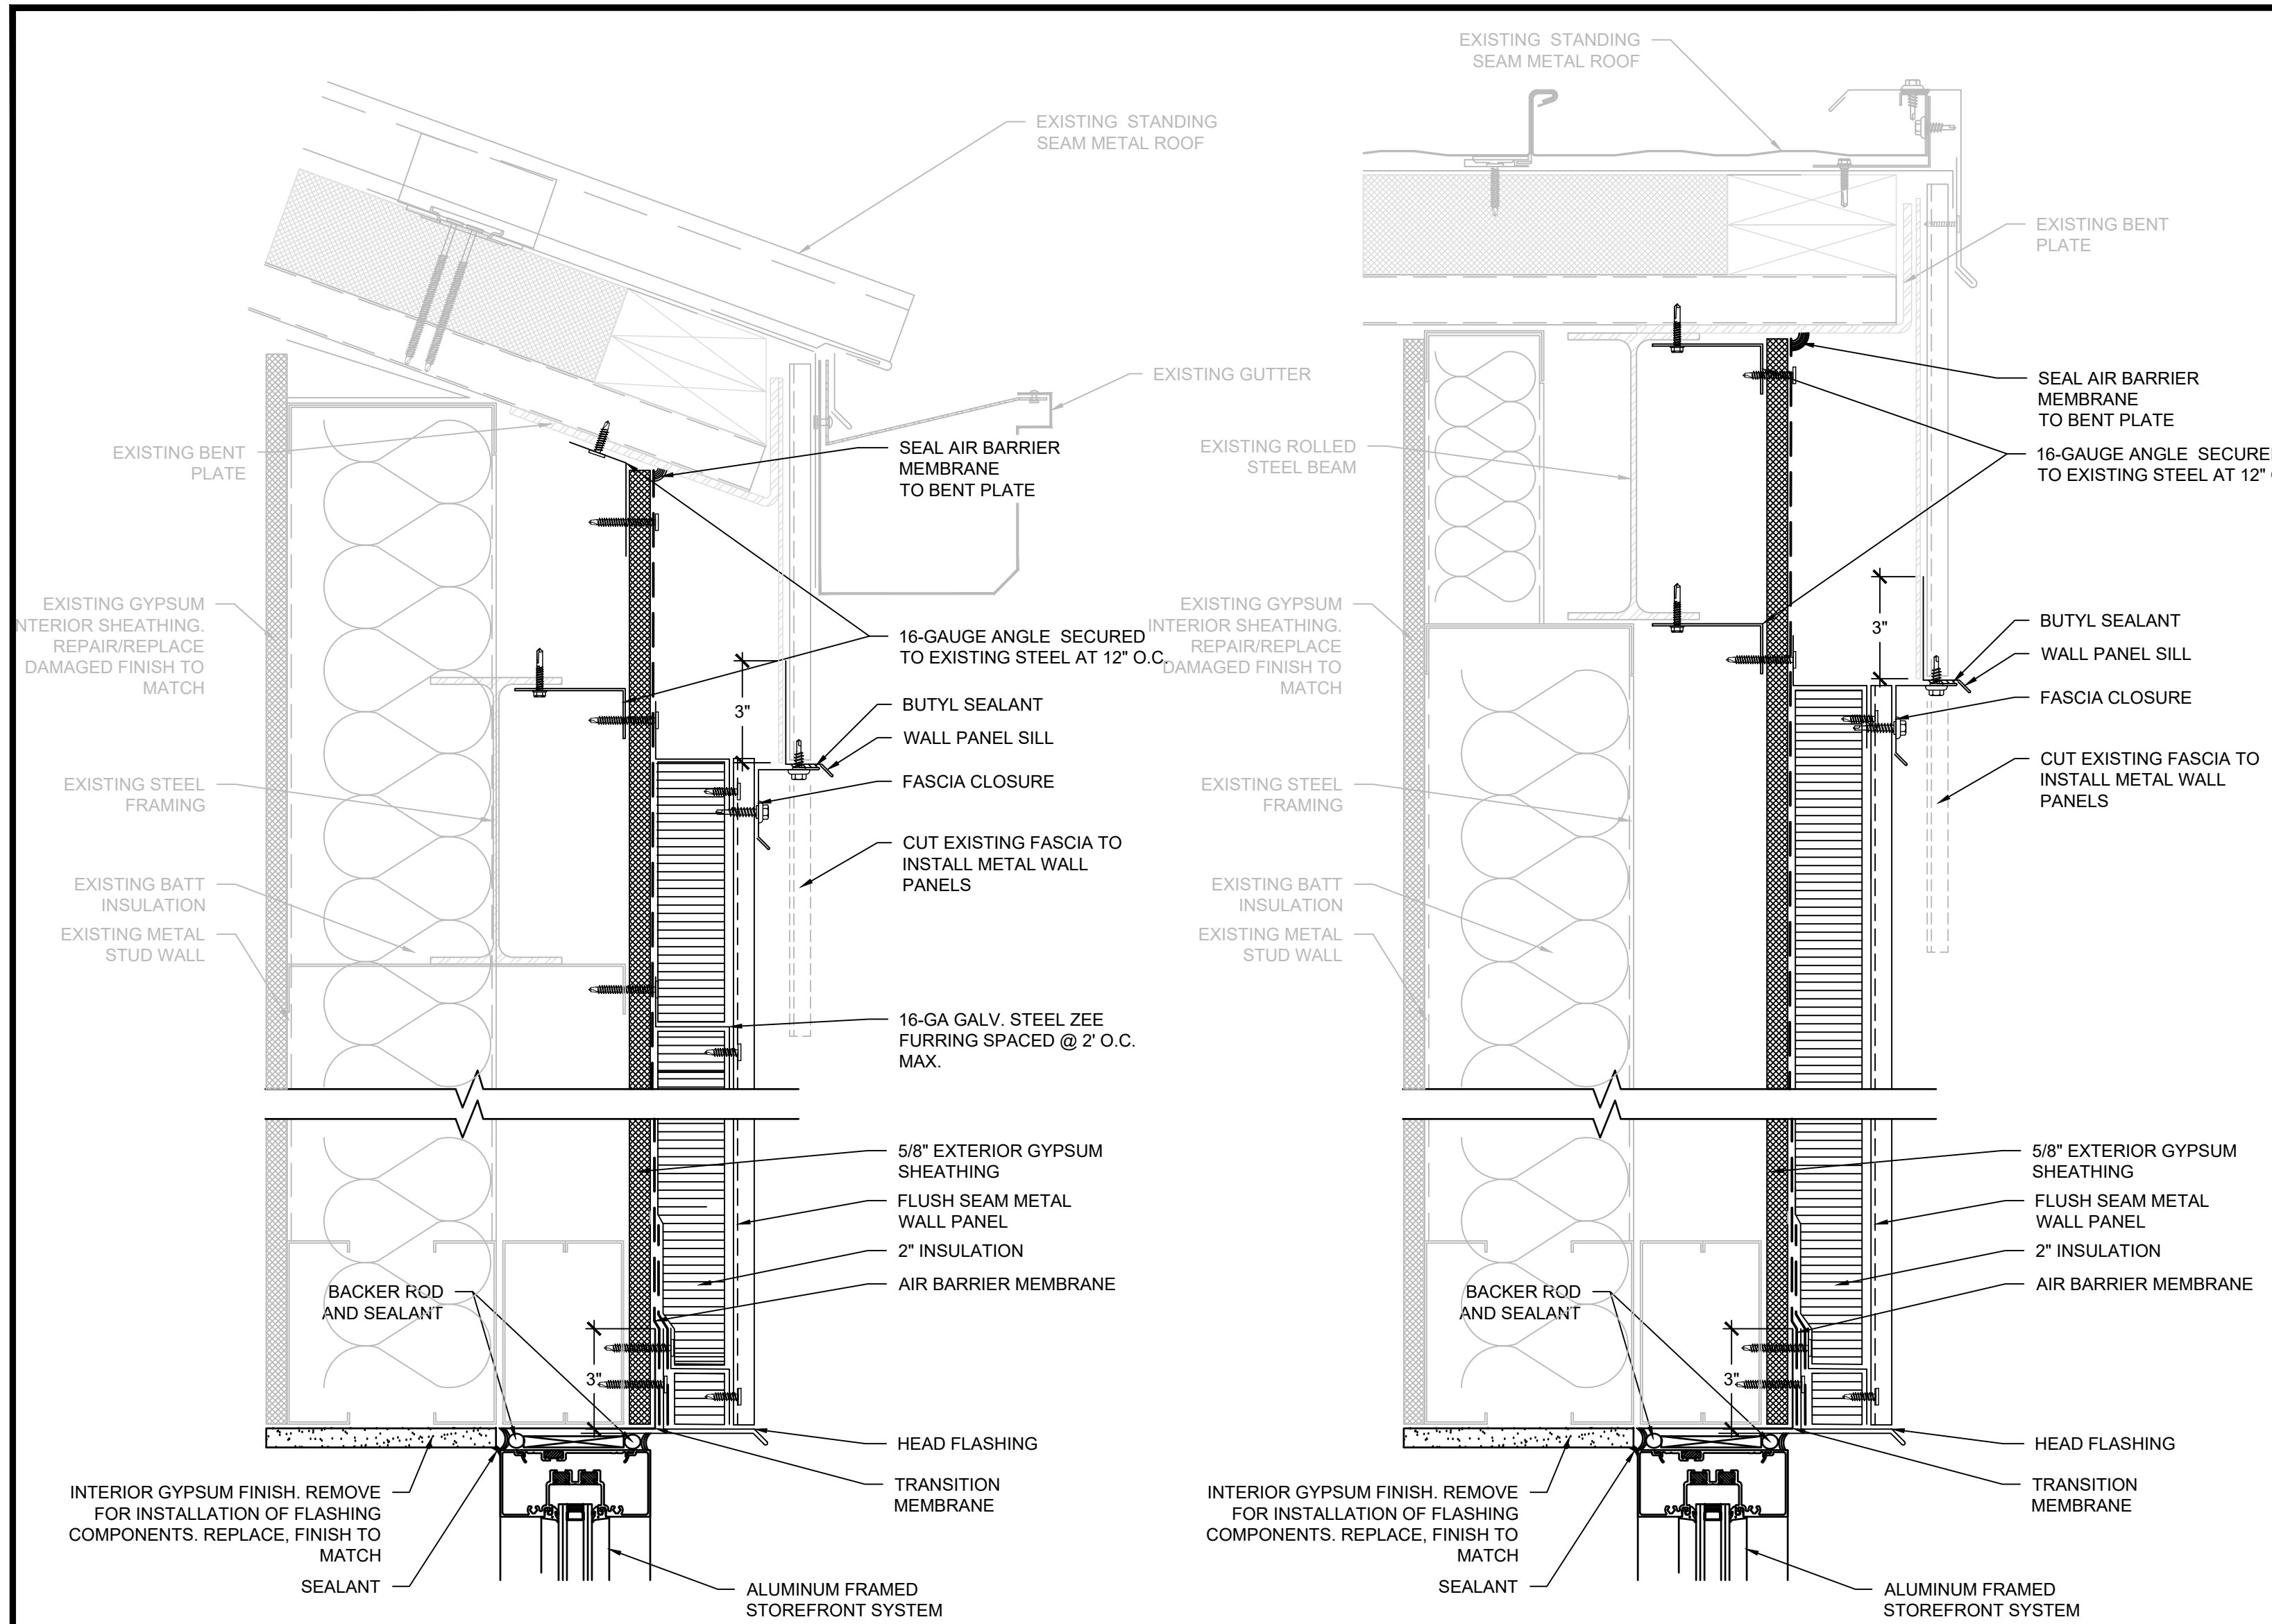 EXISTING STANDING
SEAM METAL ROOF
EXISTING GUTTER
EXISTING BENT
PLATE
SEAL AIR BARRIER
MEMBRANE
TO BENT PLATE
EXISTING GYPSUM
NTERIOR SHEATHING.
REPAIR/REPLACE
DAMAGED FINISH TO
MATCH
16-GAUGE ANGLE SECURED
TO EXISTING STEEL AT 12" O.C.
3"
BUTYL SEALANT
WALL PANEL SILL
FASCIA CLOSURE
EXISTING STEEL
FRAMING
CUT EXISTING FASCIA TO
INSTALL METAL WALL
PANELS
EXISTING BATT
INSULATION
EXISTING METAL
STUD WALL
16-GA GALV. STEEL ZEE
FURRING SPACED @ 2' O.C.
MAX.
5/8" EXTERIOR GYPSUM
SHEATHING
FLUSH SEAM METAL
WALL PANEL
2" INSULATION
AIR BARRIER MEMBRANE
BACKER ROD
AND SEALANT
3"
HEAD FLASHING
TRANSITION
MEMBRANE
INTERIOR GYPSUM FINISH. REMOVE
FOR INSTALLATION OF FLASHING
COMPONENTS. REPLACE, FINISH TO
MATCH
SEALANT
ALUMINUM FRAMED
STOREFRONT SYSTEM
EXISTING STANDING
SEAM METAL ROOF
EXISTING BENT
PLATE
SEAL AIR BARRIER
MEMBRANE
TO BENT PLATE
EXISTING ROLLED
STEEL BEAM
16-GAUGE ANGLE SECURE
TO EXISTING STEEL AT 12"
EXISTING GYPSUM
INTERIOR SHEATHING.
REPAIR/REPLACE
DAMAGED FINISH TO
MATCH
3"
BUTYL SEALANT
WALL PANEL SILL
FASCIA CLOSURE
EXISTING STEEL
FRAMING
CUT EXISTING FASCIA TO
INSTALL METAL WALL
PANELS
EXISTING BATT
INSULATION
EXISTING METAL
STUD WALL
5/8" EXTERIOR GYPSUM
SHEATHING
FLUSH SEAM METAL
WALL PANEL
2" INSULATION
AIR BARRIER MEMBRANE
BACKER ROD
AND SEALANT
3"
HEAD FLASHING
TRANSITION
MEMBRANE
INTERIOR GYPSUM FINISH. REMOVE
FOR INSTALLATION OF FLASHING
COMPONENTS. REPLACE, FINISH TO
MATCH
SEALANT
ALUMINUM FRAMED
STOREFRONT SYSTEM